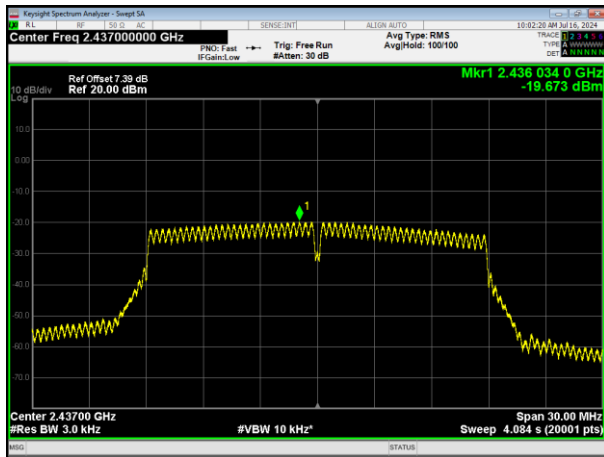 Keysight Spectrum Analyzer - Swept SA
RL RF 50 Ω AC SENSE:INT ALIGN AUTO 10:02:20 AM Jul 16, 2024
Center Freq 2.437000000 GHz
PNO: Fast
IFGain:Low
Trig: Free Run
#Atten: 30 dB
Avg Type: RMS
Avg|Hold: 100/100
TRACE 1 2 3 4 5 6
TYPE A WWWWW
DET A N N N N N
Ref Offset 7.39 dB
Ref 20.00 dBm
10 dB/div
Log
Mkr1 2.436 034 0 GHz
-19.673 dBm
10.0
0.00
-10.0
-20.0
-30.0
-40.0
-50.0
-60.0
-70.0
1
Center 2.43700 GHz
#Res BW 3.0 kHz
#VBW 10 kHz*
Span 30.00 MHz
Sweep 4.084 s (20001 pts)
MSG STATUS